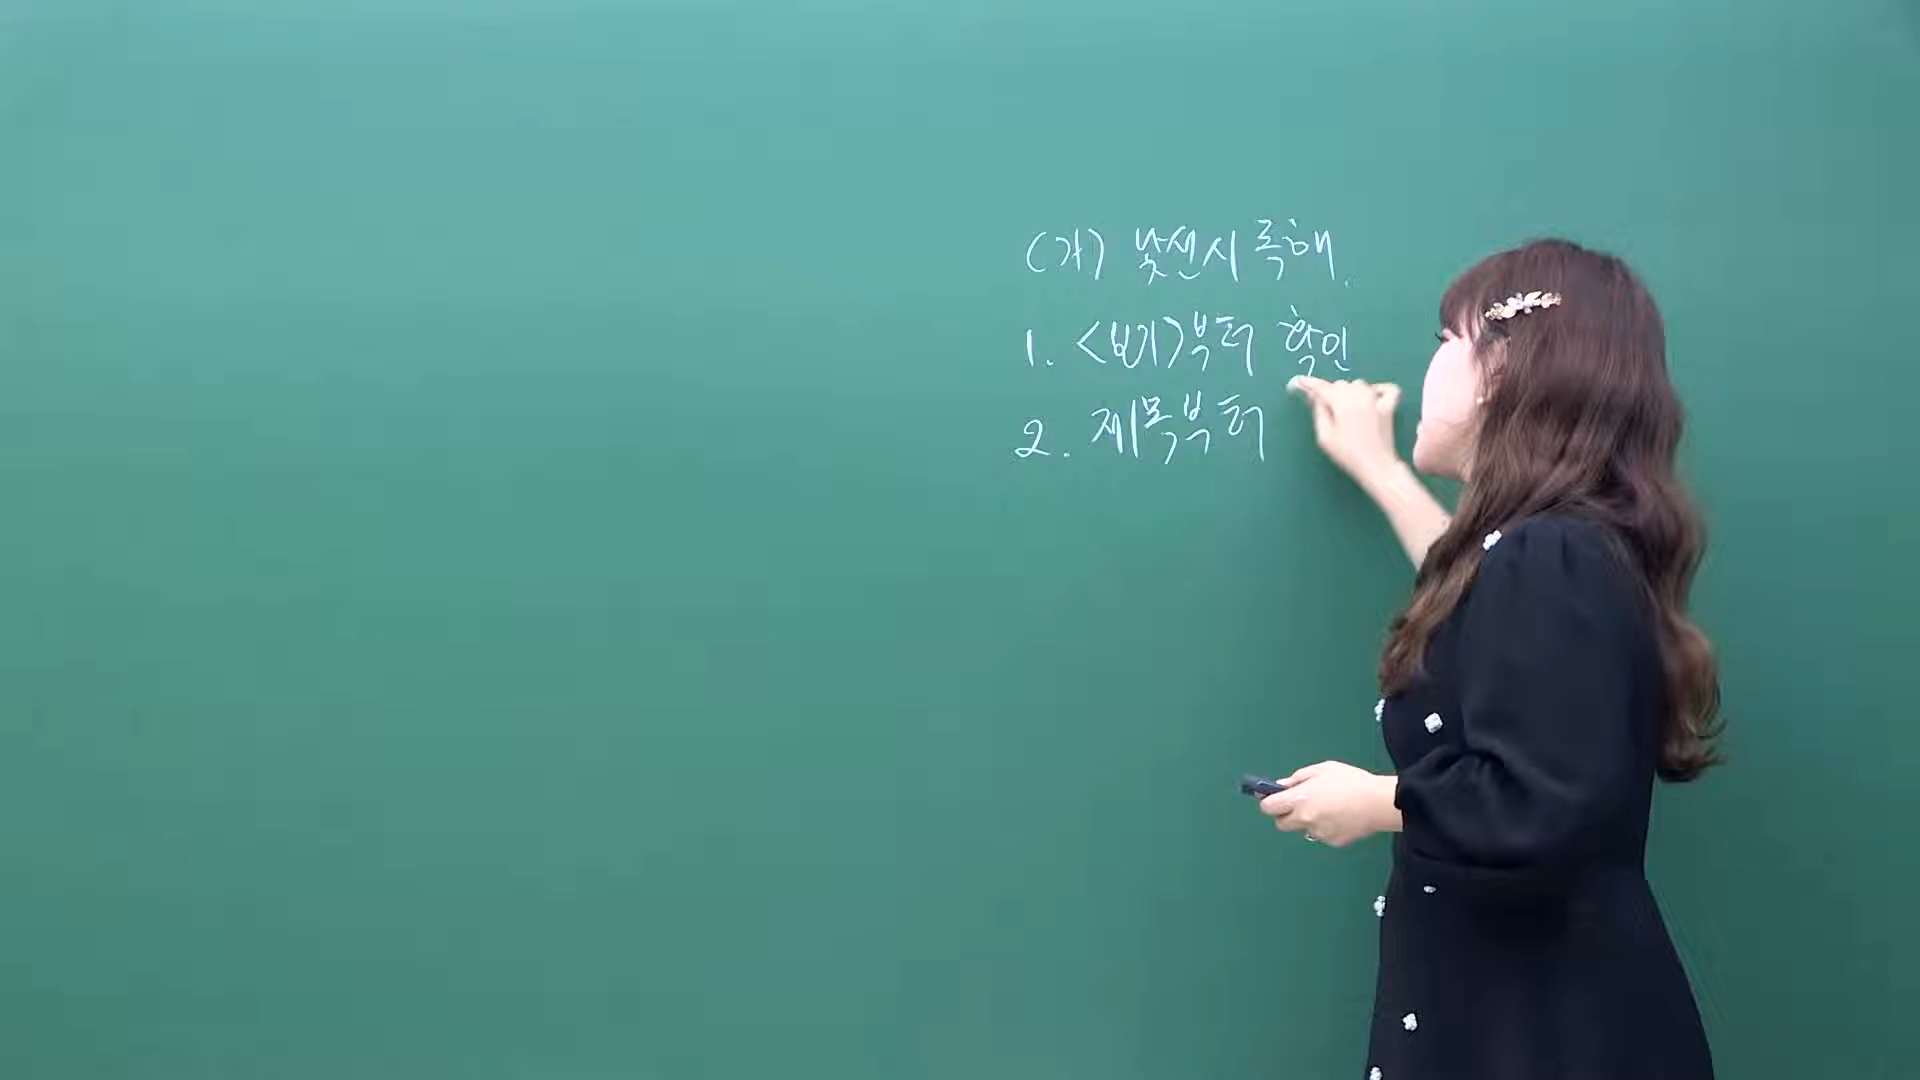 (가) 낯선 시 독해.
1. <보기>부터 확인
2. 제목부터